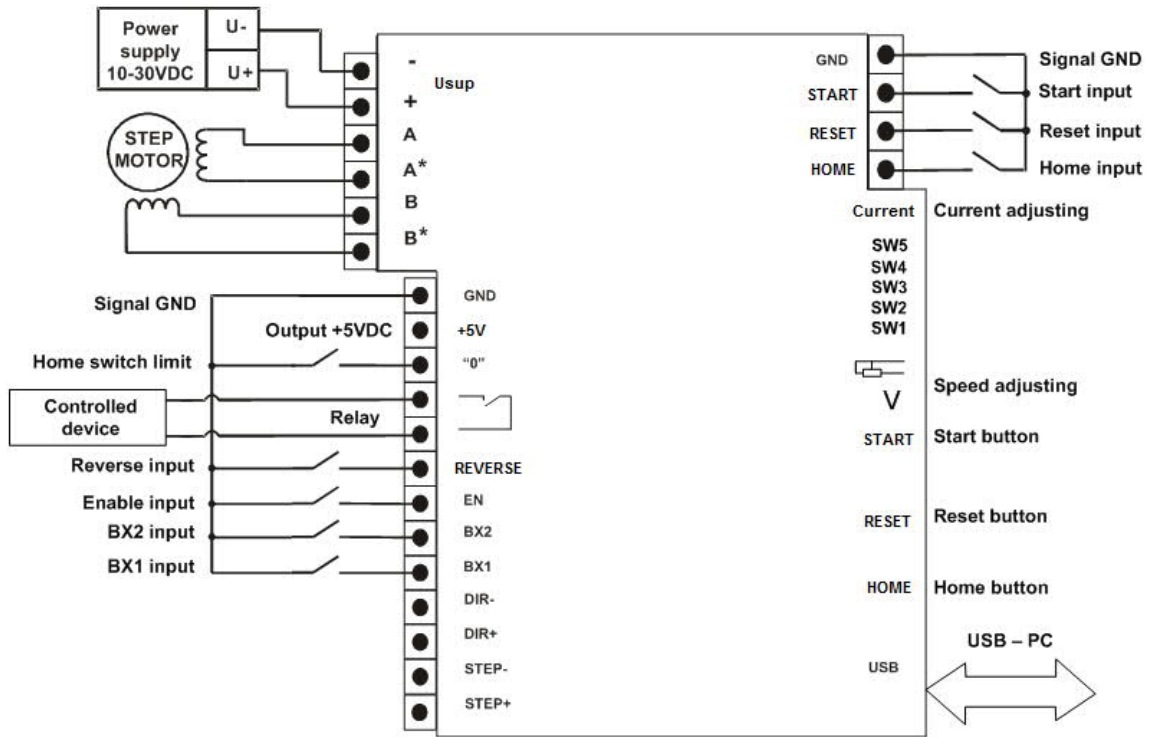 Power
supply
10-30VDC
U-
U+
STEP
MOTOR
-
Usup
+
A
A*
B
B*
GND
START
RESET
HOME
Signal GND
Start input
Reset input
Home input
Current
Current adjusting
SW5
SW4
SW3
SW2
SW1
V
Speed adjusting
START
Start button
RESET
Reset button
HOME
Home button
USB – PC
USB
Signal GND
GND
Output +5VDC
+5V
Home switch limit
“0”
Controlled
device
Relay
Reverse input
REVERSE
Enable input
EN
BX2 input
BX2
BX1 input
BX1
DIR-
DIR+
STEP-
STEP+